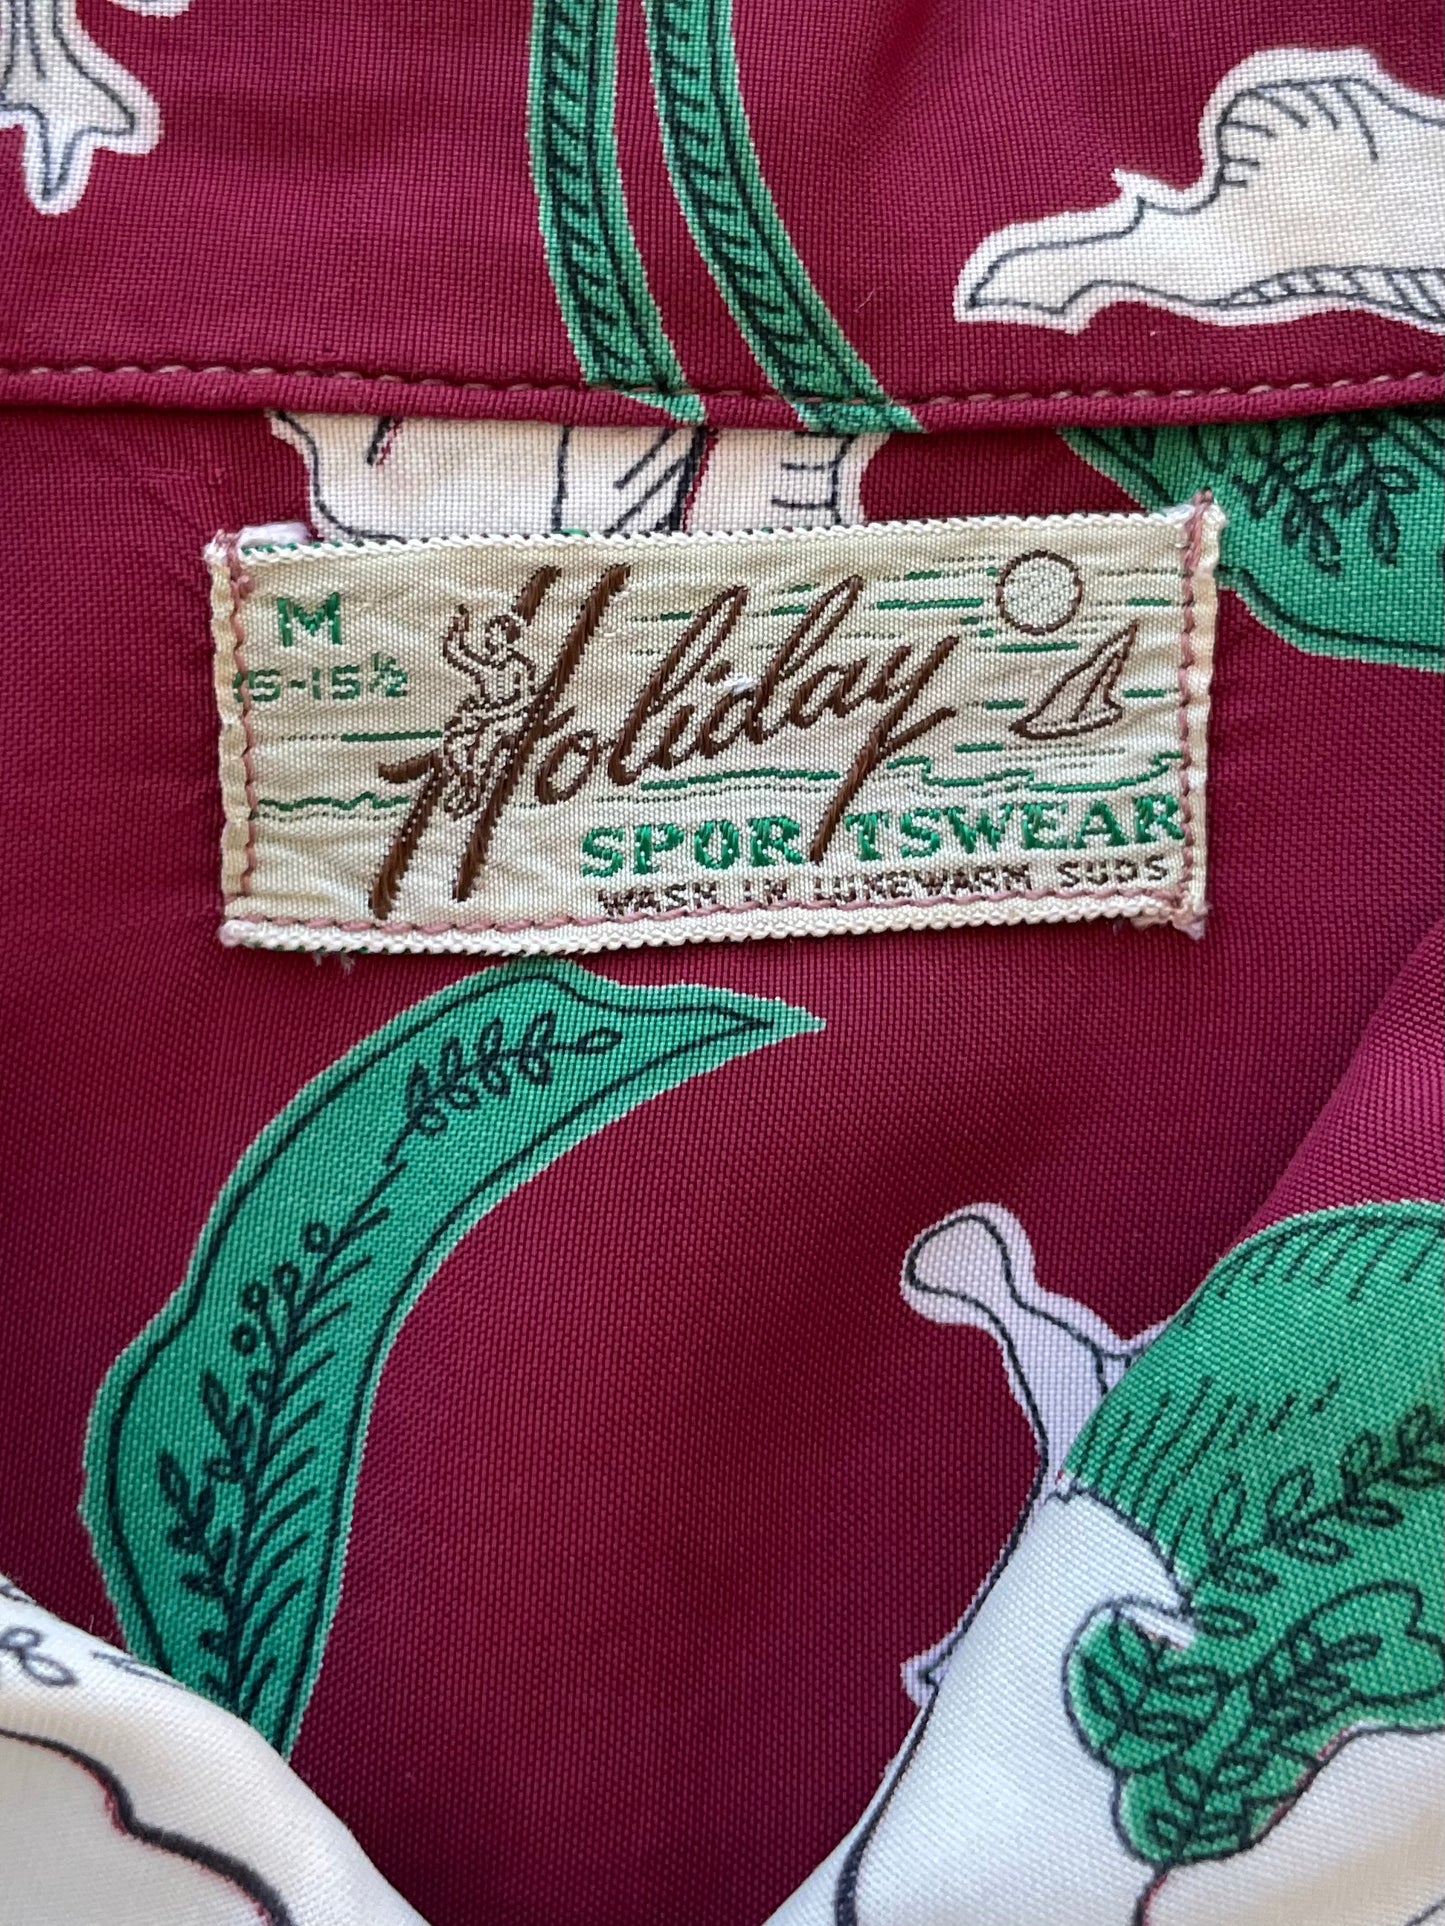 M
15-15½
Holiday
SPORTSWEAR
WASH IN LUKEWARM SUDS